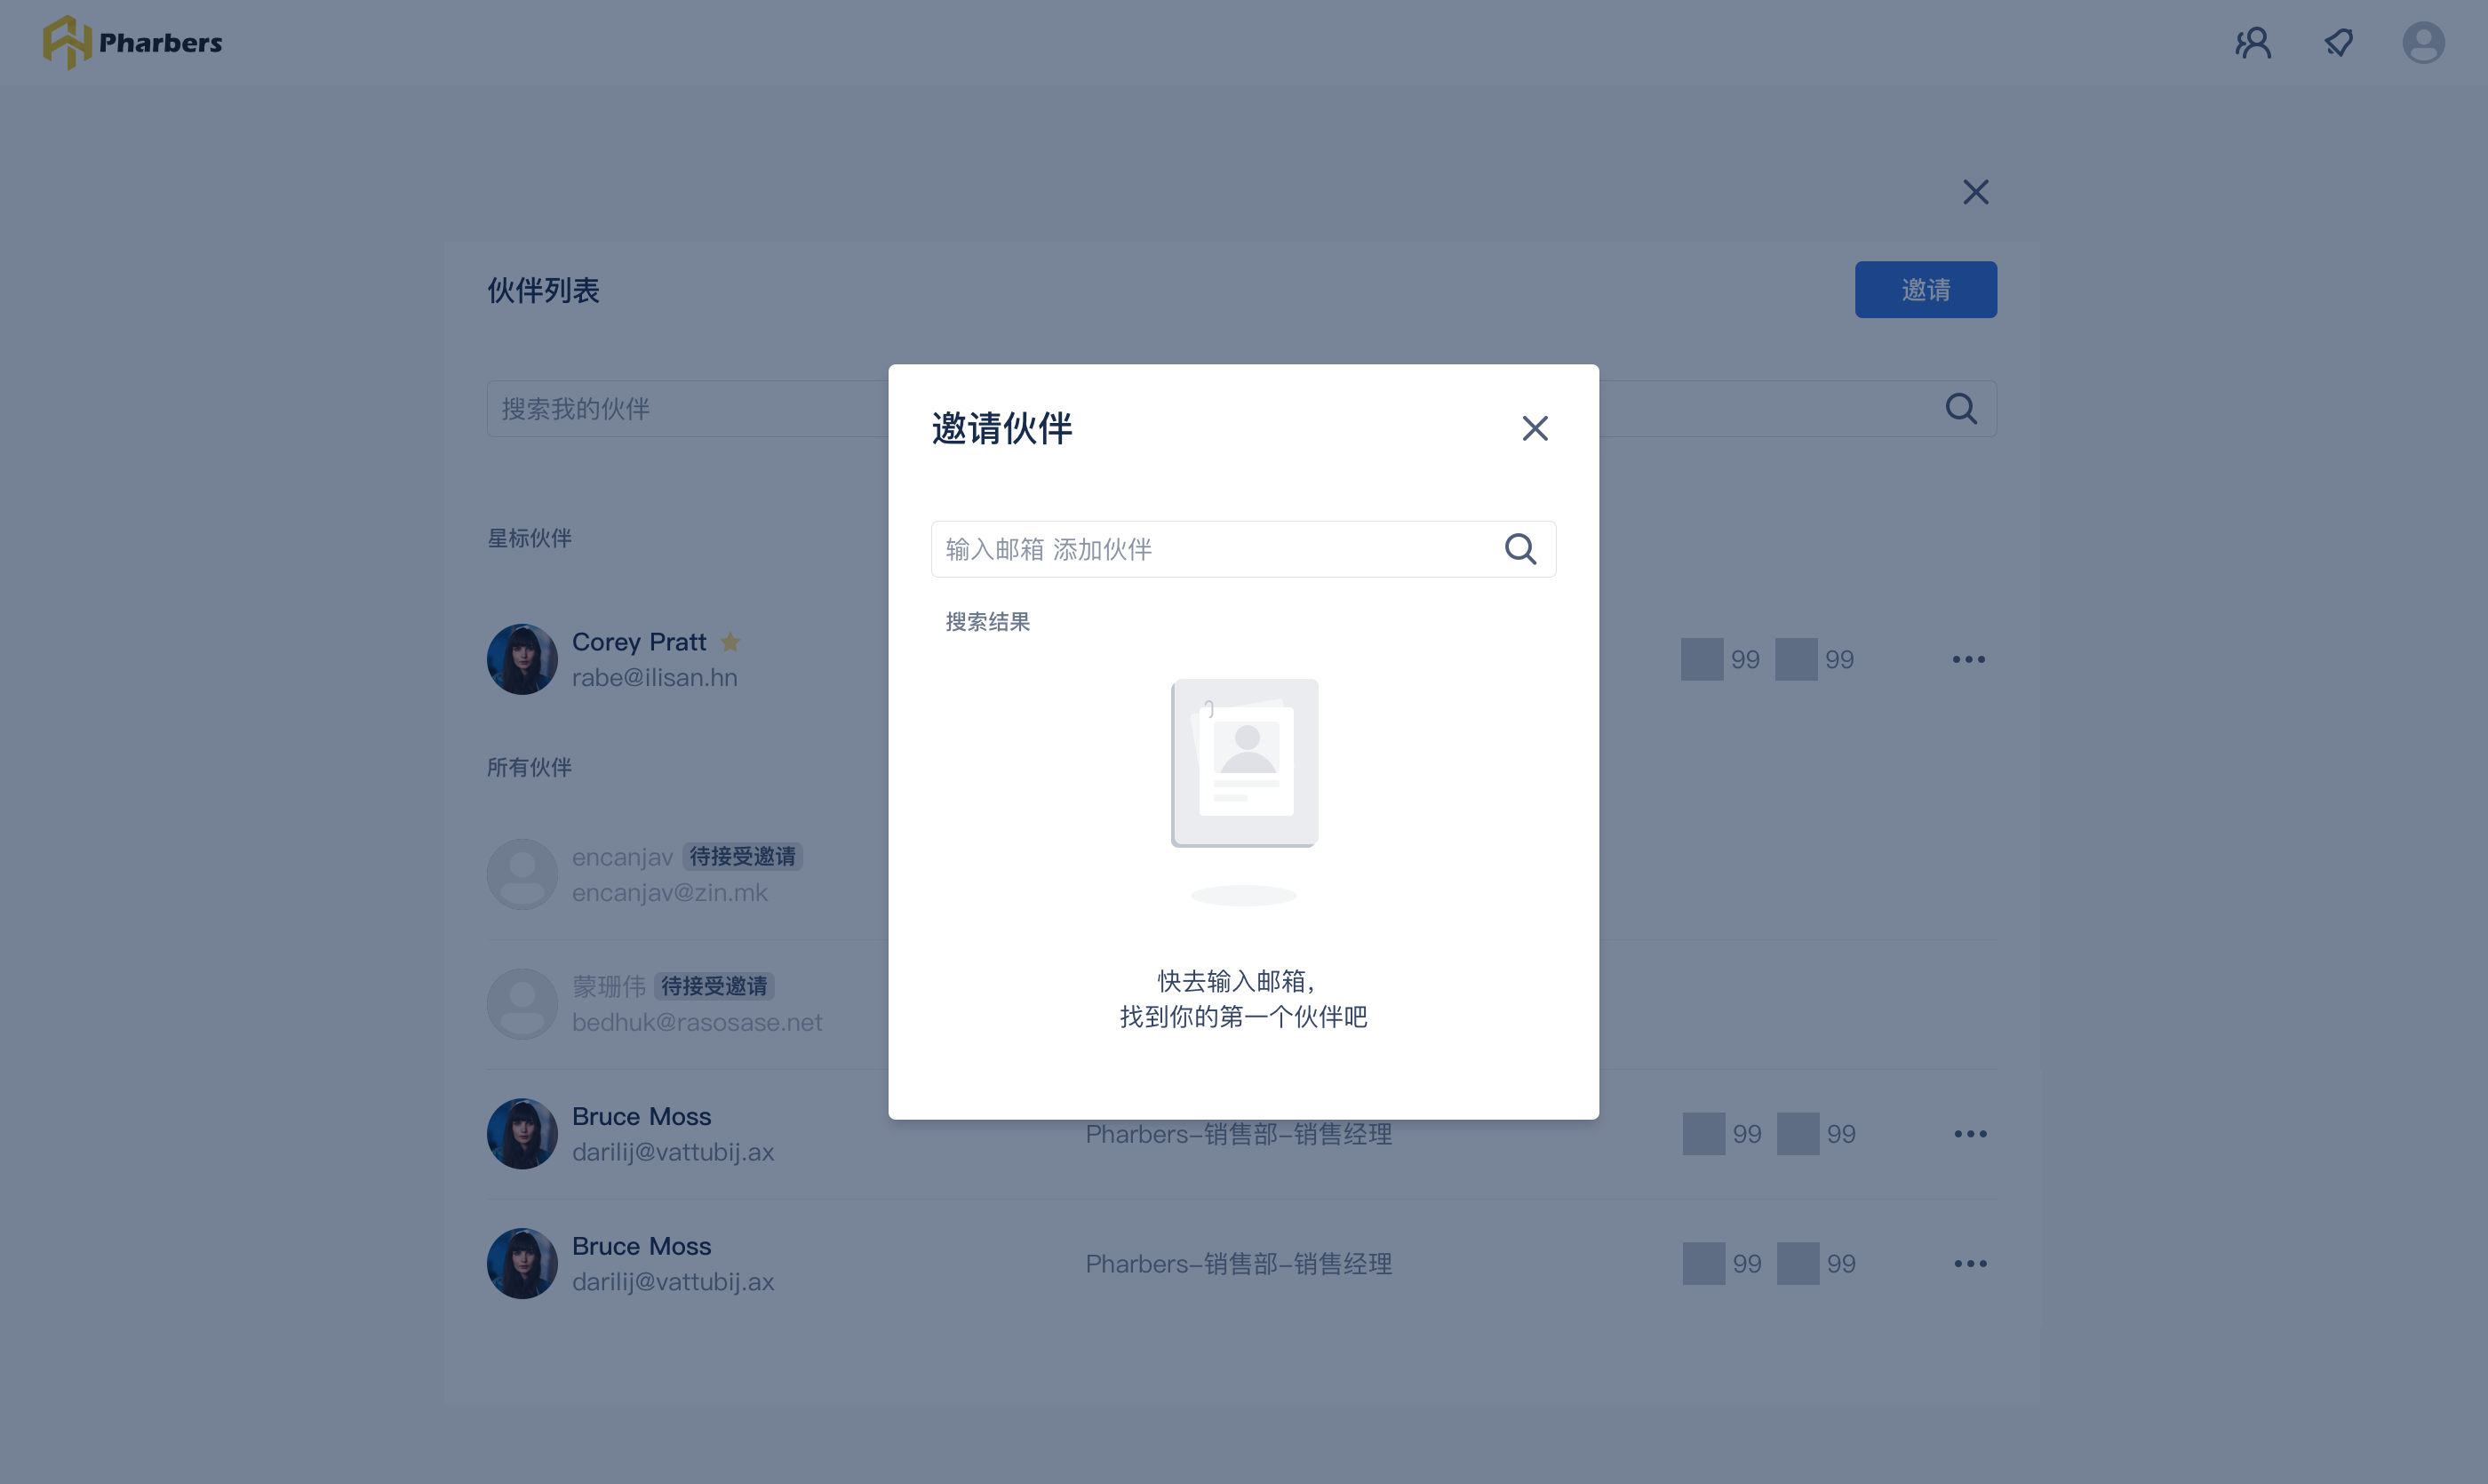 Pharbers
伙伴列表
邀请
搜索我的伙伴
邀请伙伴
输入邮箱 添加伙伴
搜索结果
快去输入邮箱,
找到你的第一个伙伴吧
星标伙伴
Corey Pratt
rabe@ilisan.hn
99 99
所有伙伴
encanjav 待接受邀请
encanjav@zin.mk
蒙珊伟 待接受邀请
bedhuk@rasosase.net
Bruce Moss
darilij@vattubij.ax
Pharbers–销售部–销售经理
99 99
Bruce Moss
darilij@vattubij.ax
Pharbers–销售部–销售经理
99 99